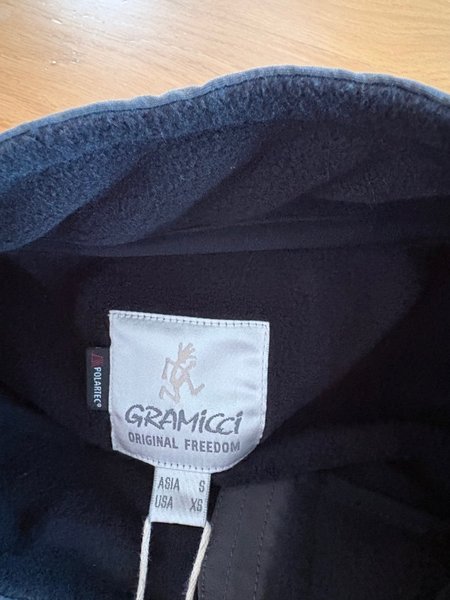 POLARTEC®
GRAMICCI
ORIGINAL FREEDOM
ASIA S
USA XS